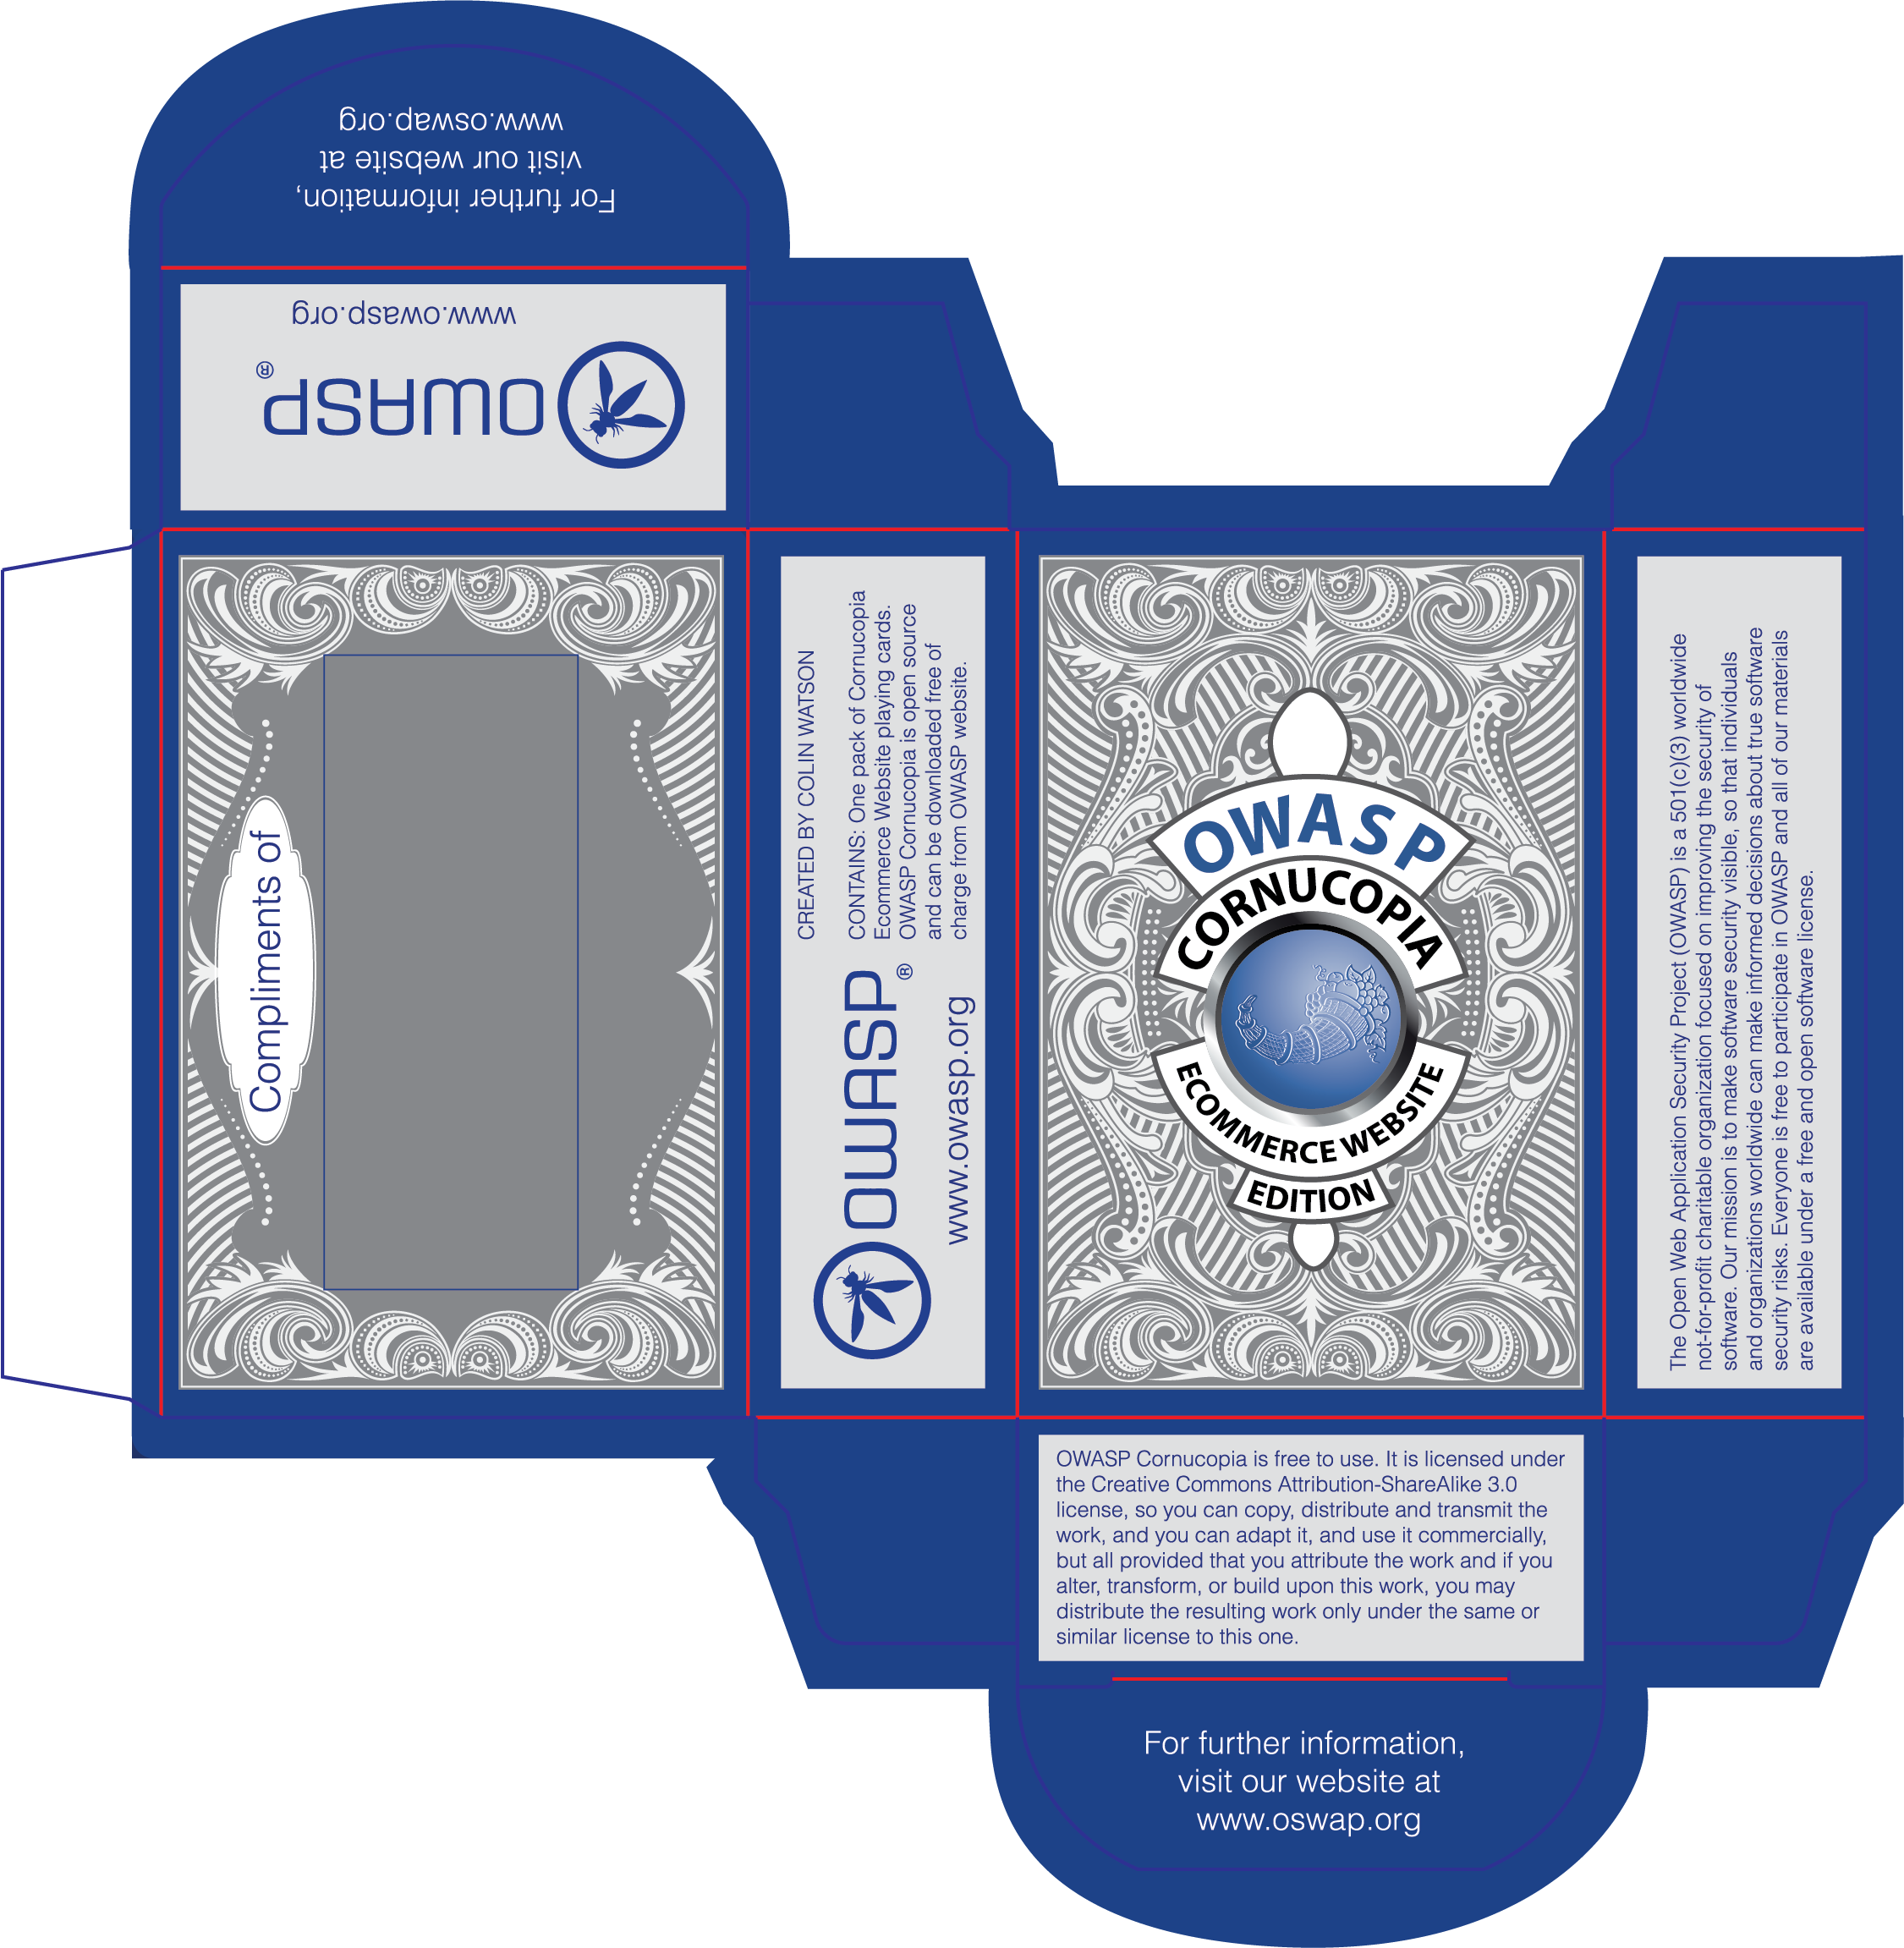 For further information,
visit our website at
www.oswap.org
OWASP®
www.owasp.org
Compliments of
CREATED BY COLIN WATSON
CONTAINS: One pack of Cornucopia
Ecommerce Website playing cards.
OWASP Cornucopia is open source
and can be downloaded free of
charge from OWASP website.
OWASP®
www.owasp.org
OWASP
CORNUCOPIA
ECOMMERCE WEBSITE
EDITION
The Open Web Application Security Project (OWASP) is a 501(c)(3) worldwide
not-for-profit charitable organization focused on improving the security of
software. Our mission is to make software security visible, so that individuals
and organizations worldwide can make informed decisions about true software
security risks. Everyone is free to participate in OWASP and all of our materials
are available under a free and open software license.
OWASP Cornucopia is free to use. It is licensed under
the Creative Commons Attribution-ShareAlike 3.0
license, so you can copy, distribute and transmit the
work, and you can adapt it, and use it commercially,
but all provided that you attribute the work and if you
alter, transform, or build upon this work, you may
distribute the resulting work only under the same or
similar license to this one.
For further information,
visit our website at
www.oswap.org